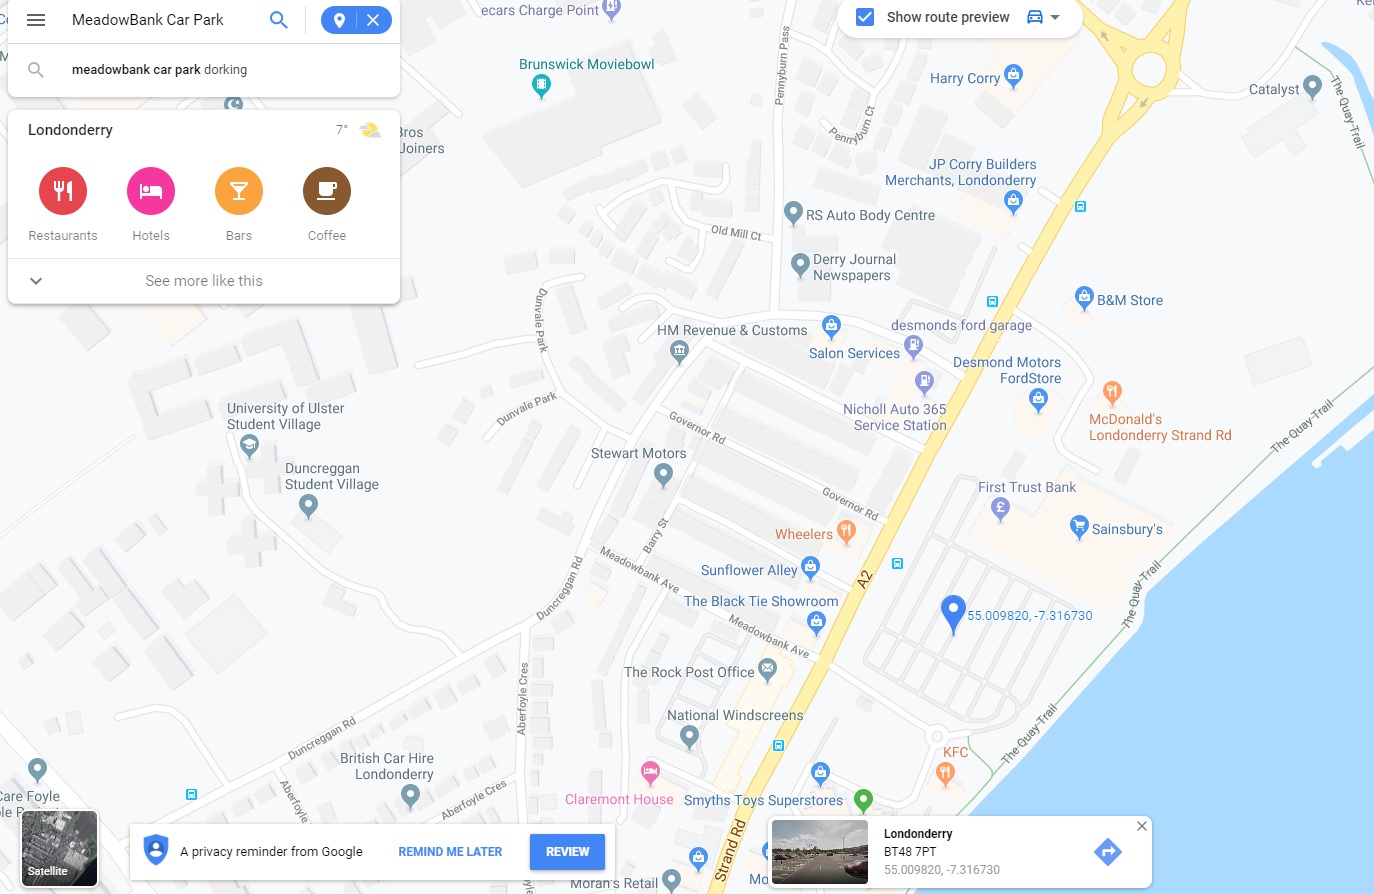 MeadowBank Car Park
meadowbank car park dorking
Londonderry
7°
Restaurants
Hotels
Bars
Coffee
See more like this
ecars Charge Point
Show route preview
Brunswick Moviebowl
Pennyburn Pass
Harry Corry
Catalyst
The Quay-Trail
Bros
Joiners
Pennyburn Ct
JP Corry Builders
Merchants, Londonderry
RS Auto Body Centre
Old Mill Ct
Derry Journal
Newspapers
B&M Store
Dunvale Park
HM Revenue & Customs
desmonds ford garage
Salon Services
Desmond Motors
FordStore
Dunvale Park
Nicholl Auto 365
Service Station
McDonald's
Londonderry Strand Rd
The Quay-Trail
University of Ulster
Student Village
Governor Rd
Stewart Motors
Duncreggan
Student Village
First Trust Bank
Governor Rd
Sainsbury's
Wheelers
Barry St
Meadowbank Ave
Sunflower Alley
A2
Duncreggan Rd
The Black Tie Showroom
The Quay-Trail
55.009820, -7.316730
Meadowbank Ave
The Rock Post Office
Aberfoyle Cres
National Windscreens
The Quay-Trail
Duncreggan Rd
KFC
British Car Hire
Londonderry
Care Foyle
Aberfoyle
Aberfoyle Cres
Claremont House
Smyths Toys Superstores
Satellite
A privacy reminder from Google
REMIND ME LATER
REVIEW
Strand Rd
Aberfoyle
Londonderry
BT48 7PT
55.009820, -7.316730
Moran's Retail
Mo